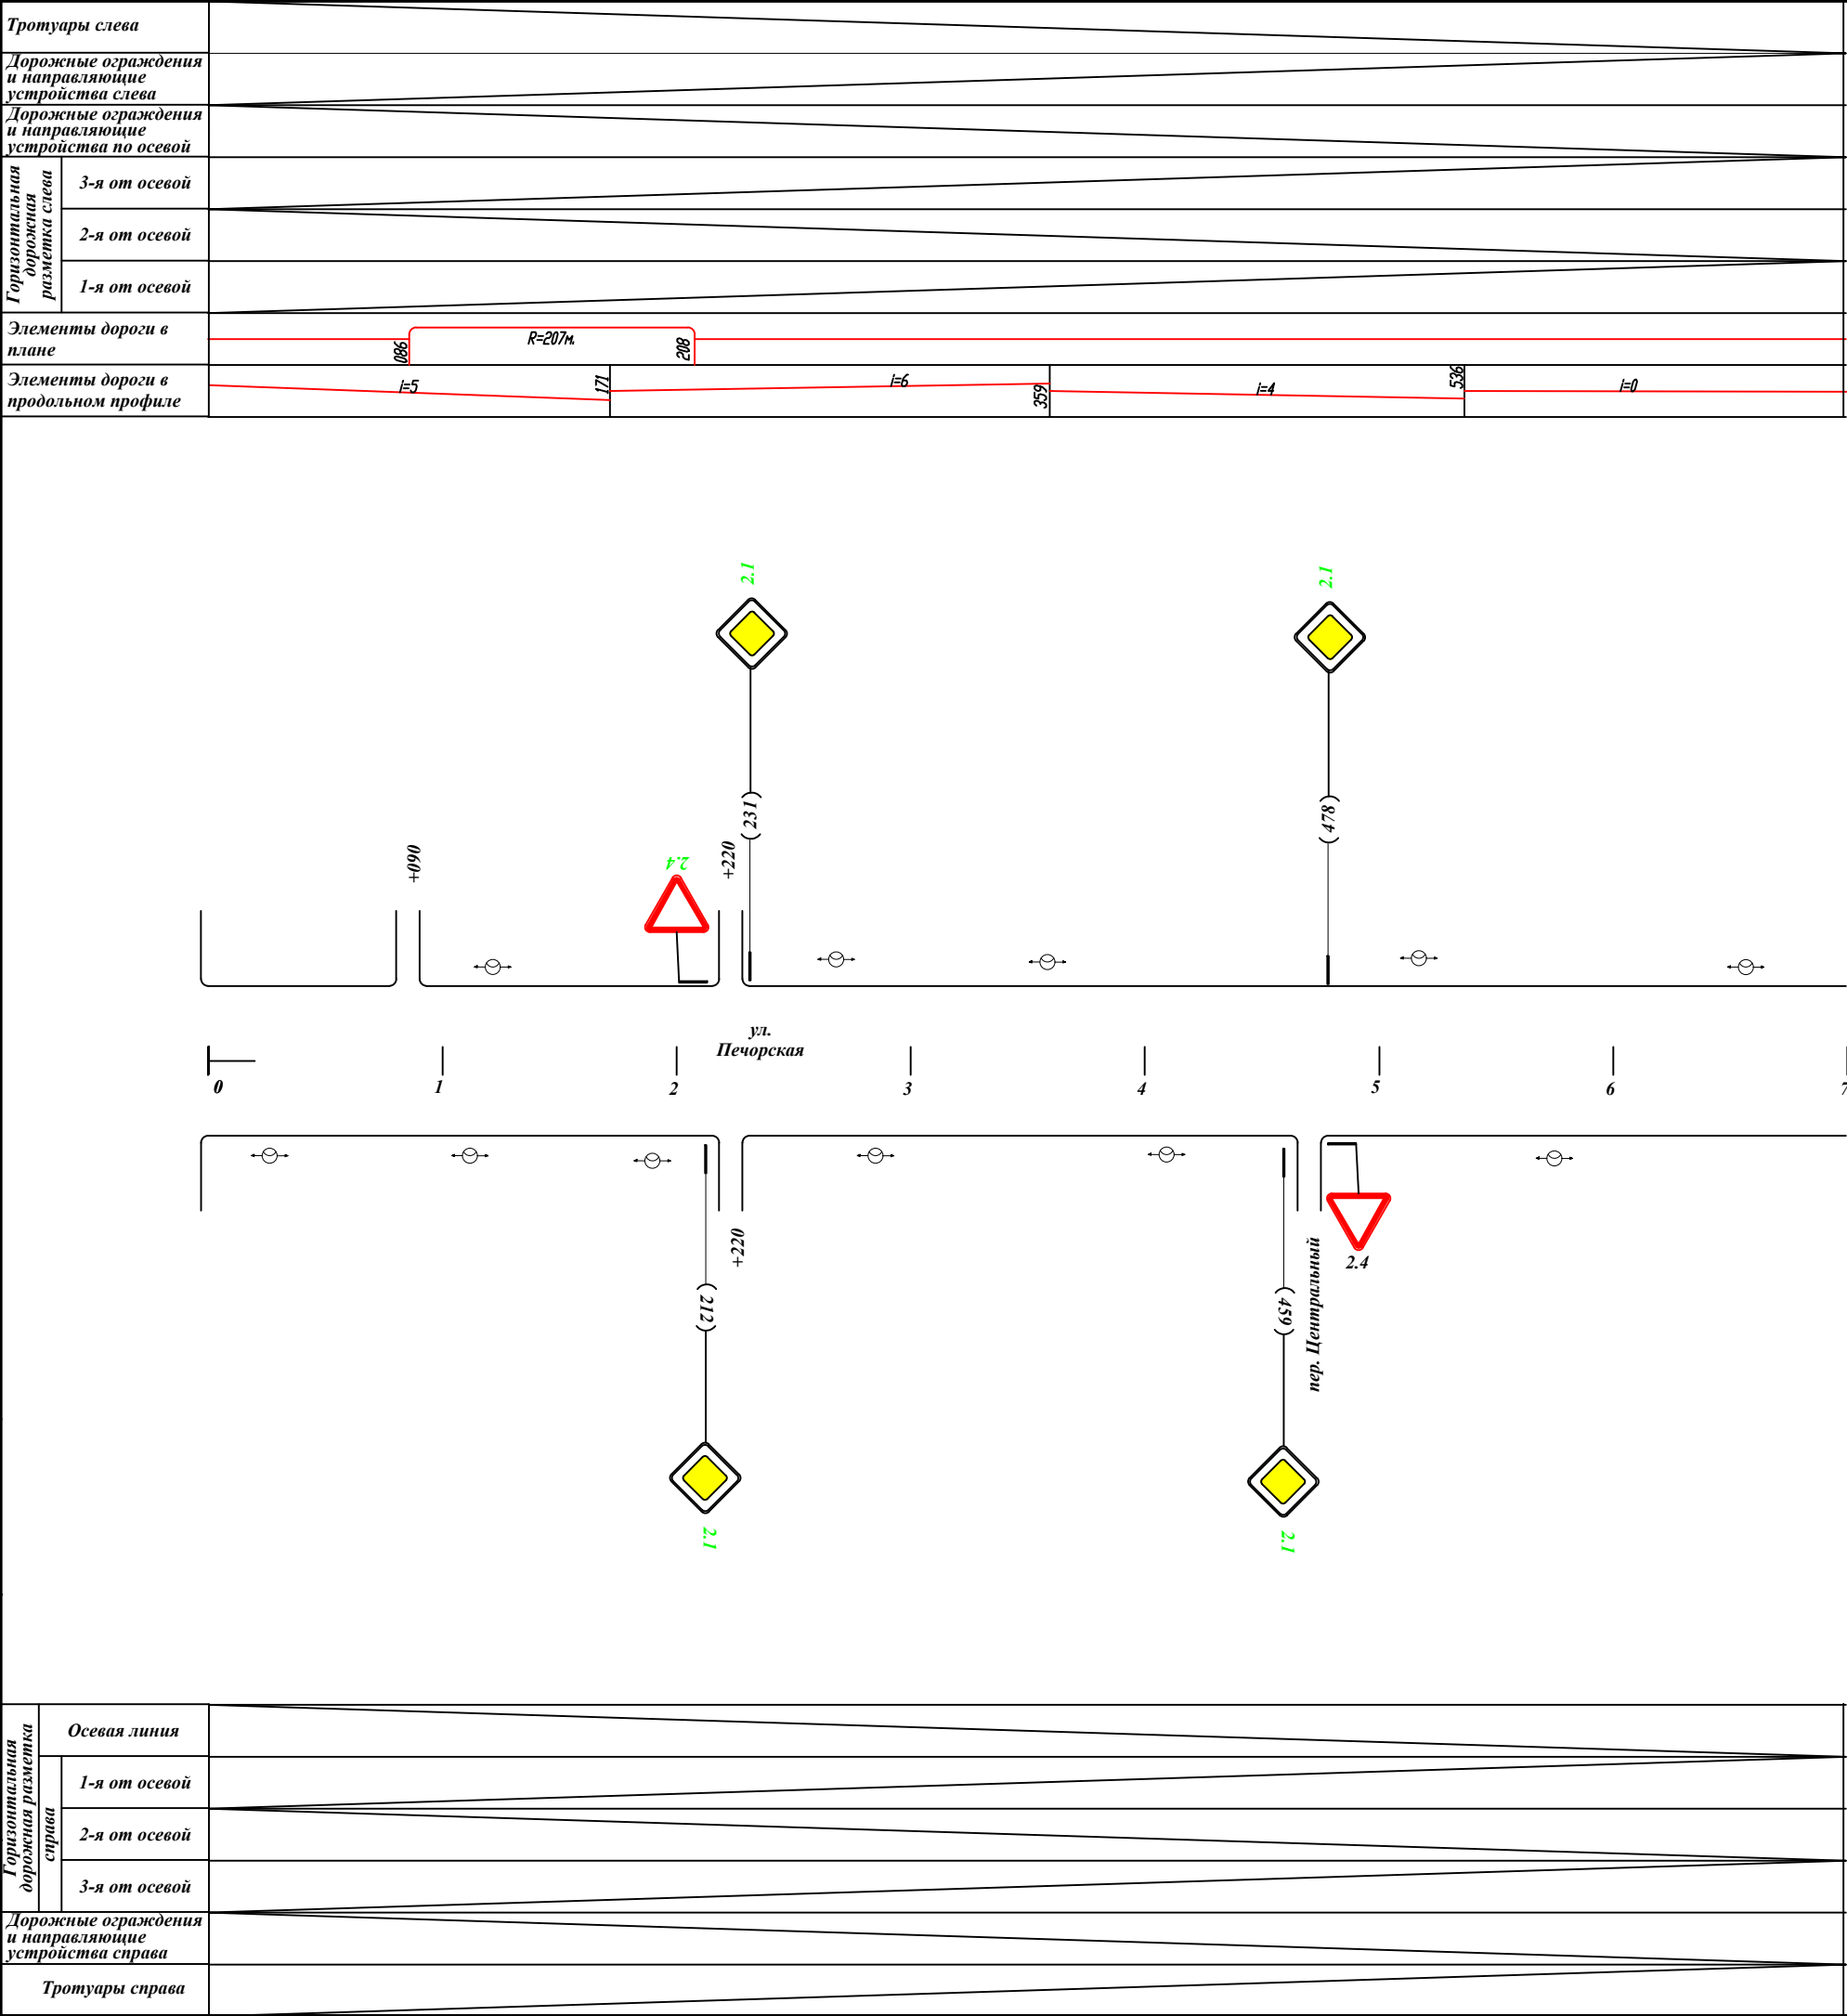 Тротуары слева
Дорожные ограждения
и направляющие
устройства слева
Дорожные ограждения
и направляющие
устройства по осевой
Горизонтальная
дорожная
разметка слева
3-я от осевой
2-я от осевой
1-я от осевой
Элементы дороги в
плане
086
R=207м.
208
Элементы дороги в
продольном профиле
i=5
171
i=6
359
i=4
536
i=0
2.1
2.1
(231)
(478)
+090
2.4
+220
ул.
Печорская
0
1
2
3
4
5
6
7
+220
(212)
(459)
пер. Центральный
2.4
2.1
2.1
Горизонтальная
дорожная разметка
Осевая линия
справа
1-я от осевой
2-я от осевой
3-я от осевой
Дорожные ограждения
и направляющие
устройства справа
Тротуары справа